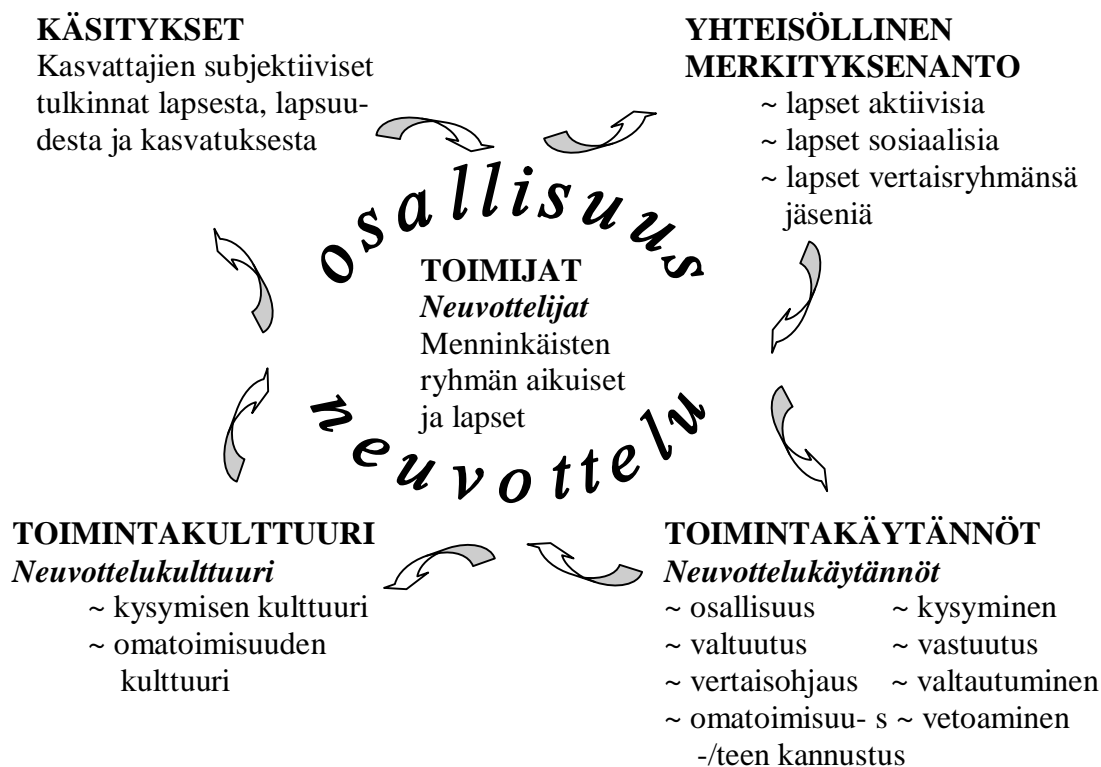 KÄSITYKSET
Kasvattajien subjektiiviset
tulkinnat lapsesta, lapsuu-
desta ja kasvatuksesta
YHTEISÖLLINEN
MERKITYKSENANTO
~ lapset aktiivisia
~ lapset sosiaalisia
~ lapset vertaisryhmänsä
jäseniä
osallisuus
TOIMIJAT
Neuvottelijat
Menninkäisten
ryhmän aikuiset
ja lapset
neuvottelu
TOIMINTAKULTTUURI
Neuvottelukulttuuri
~ kysymisen kulttuuri
~ omatoimisuuden
kulttuuri
TOIMINTAKÄYTÄNNÖT
Neuvottelukäytännöt
~ osallisuus ~ kysyminen
~ valtuutus ~ vastuutus
~ vertaisohjaus ~ valtautuminen
~ omatoimisuu- s ~ vetoaminen
-/teen kannustus